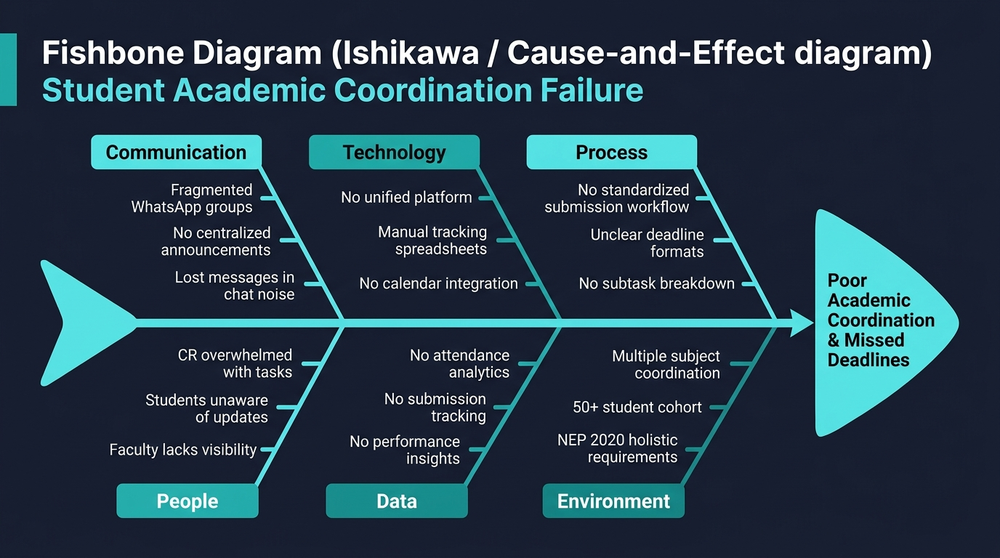 Fishbone Diagram (Ishikawa / Cause-and-Effect diagram)
Student Academic Coordination Failure
Communication
Fragmented
WhatsApp groups
No centralized
announcements
Lost messages in
chat noise
Technology
No unified platform
Manual tracking
spreadsheets
No calendar integration
Process
No standardized
submission workflow
Unclear deadline
formats
No subtask breakdown
Poor
Academic
Coordination
& Missed
Deadlines
CR overwhelmed
with tasks
Students unaware
of updates
Faculty lacks visibility
People
No attendance
analytics
No submission
tracking
No performance
insights
Data
Multiple subject
coordination
50+ student cohort
NEP 2020 holistic
requirements
Environment